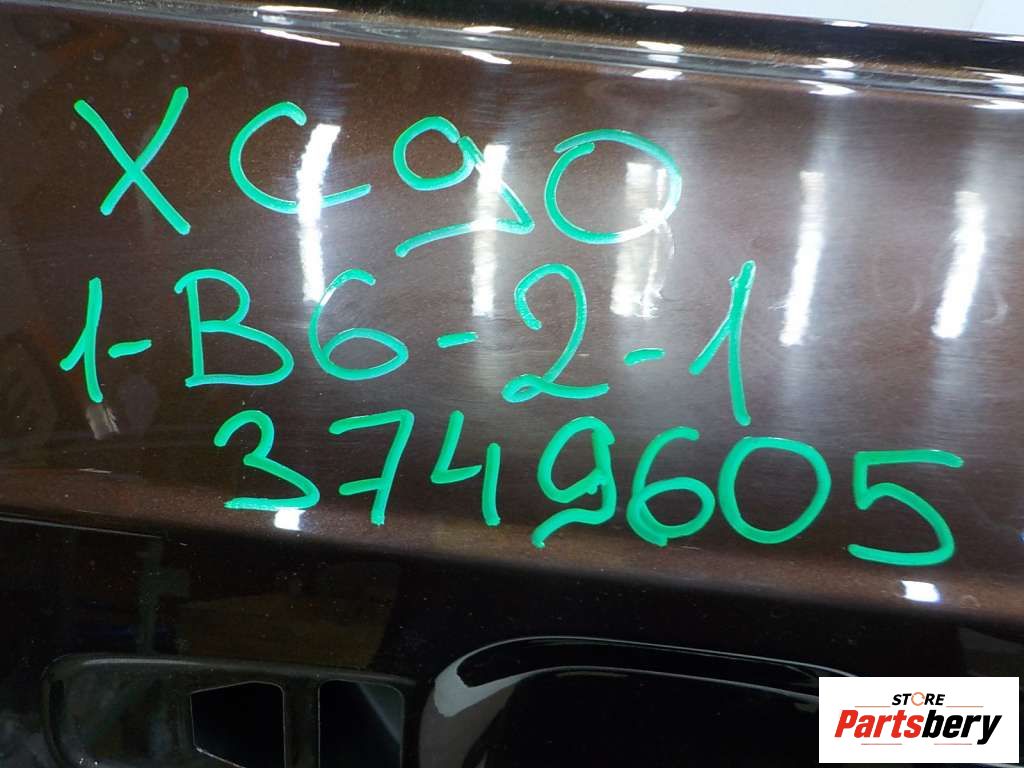 XC90
1-B6-2-1
3749605
STORE
Partsbery